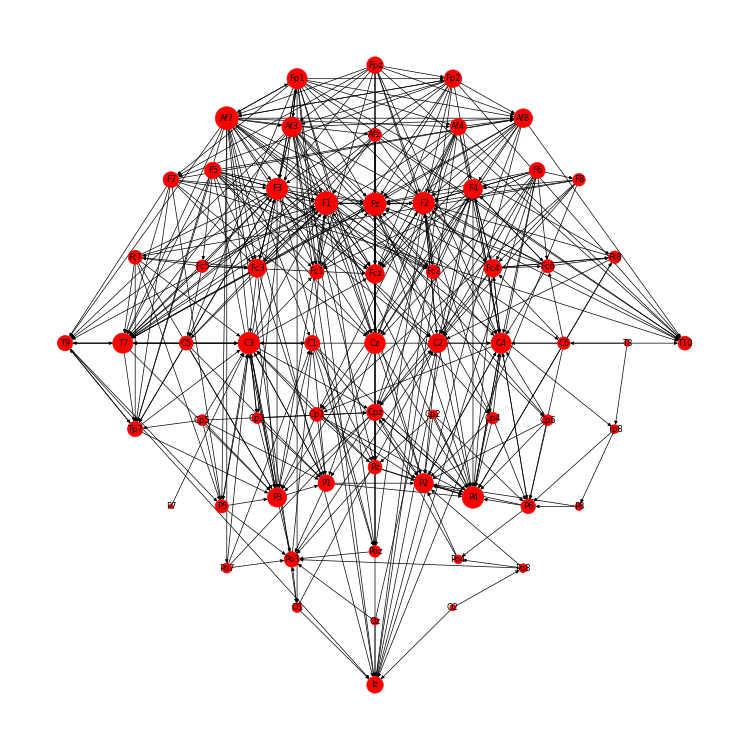 Fpz
Fp1 Fp2
Af7 Af3 Afz Af4 Af8
F7 F5 F3 F1 Fz F2 F4 F6 F8
Fc5 Fc3 Fc1 Fcz Fc2 Fc4 Fc6
T9 T7 C5 C3 C1 Cz C2 C4 C6 T8 T10
Tp7 Cp5 Cp3 Cp1 Cpz Cp2 Cp4 Cp6 Tp8
P7 P5 P3 P1 Pz P2 P4 P6 P8
Po7 Po3 Poz Po4 Po8
O1 Oz O2
Iz